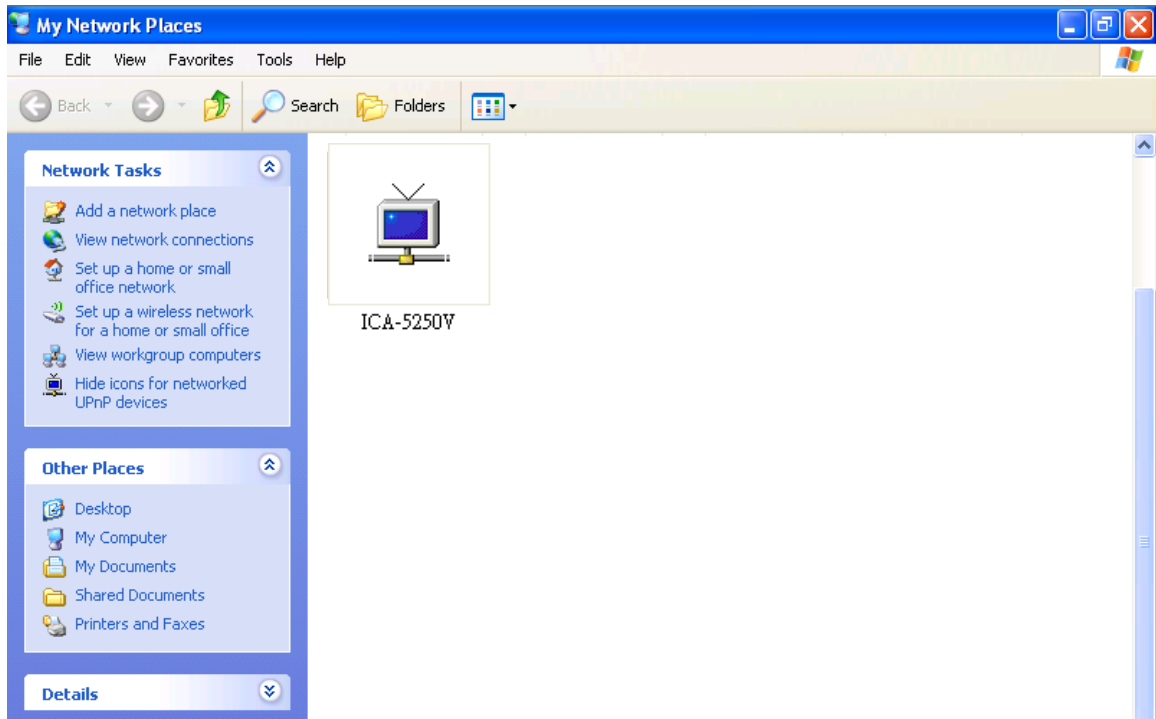 My Network Places
File Edit View Favorites Tools Help
Back Search Folders
Network Tasks
Add a network place
View network connections
Set up a home or small
office network
Set up a wireless network
for a home or small office
View workgroup computers
Hide icons for networked
UPnP devices
Other Places
Desktop
My Computer
My Documents
Shared Documents
Printers and Faxes
Details
ICA-5250V